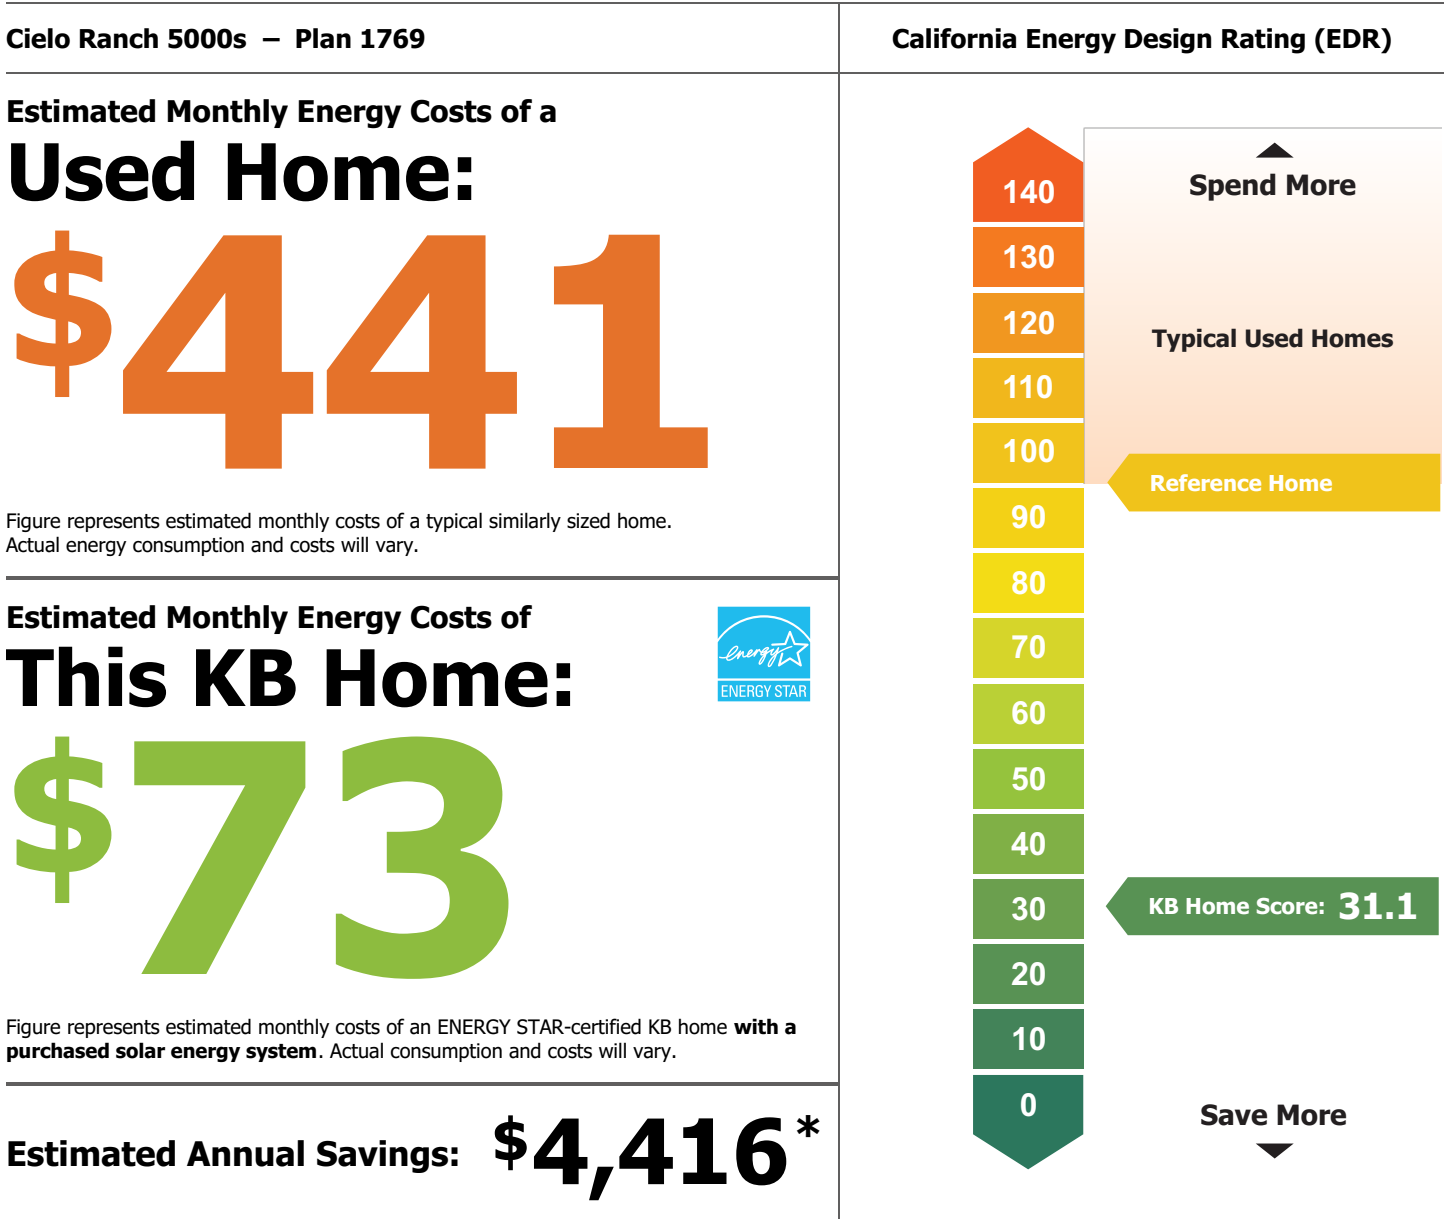 Cielo Ranch 5000s – Plan 1769
Estimated Monthly Energy Costs of a
Used Home:
$441
Figure represents estimated monthly costs of a typical similarly sized home.
Actual energy consumption and costs will vary.
Estimated Monthly Energy Costs of
This KB Home:
energy
ENERGY STAR
$73
Figure represents estimated monthly costs of an ENERGY STAR-certified KB home with a
purchased solar energy system. Actual consumption and costs will vary.
Estimated Annual Savings: $4,416*
California Energy Design Rating (EDR)
140
130
120
110
100
90
80
70
60
50
40
30
20
10
0
Spend More
Typical Used Homes
Reference Home
KB Home Score: 31.1
Save More